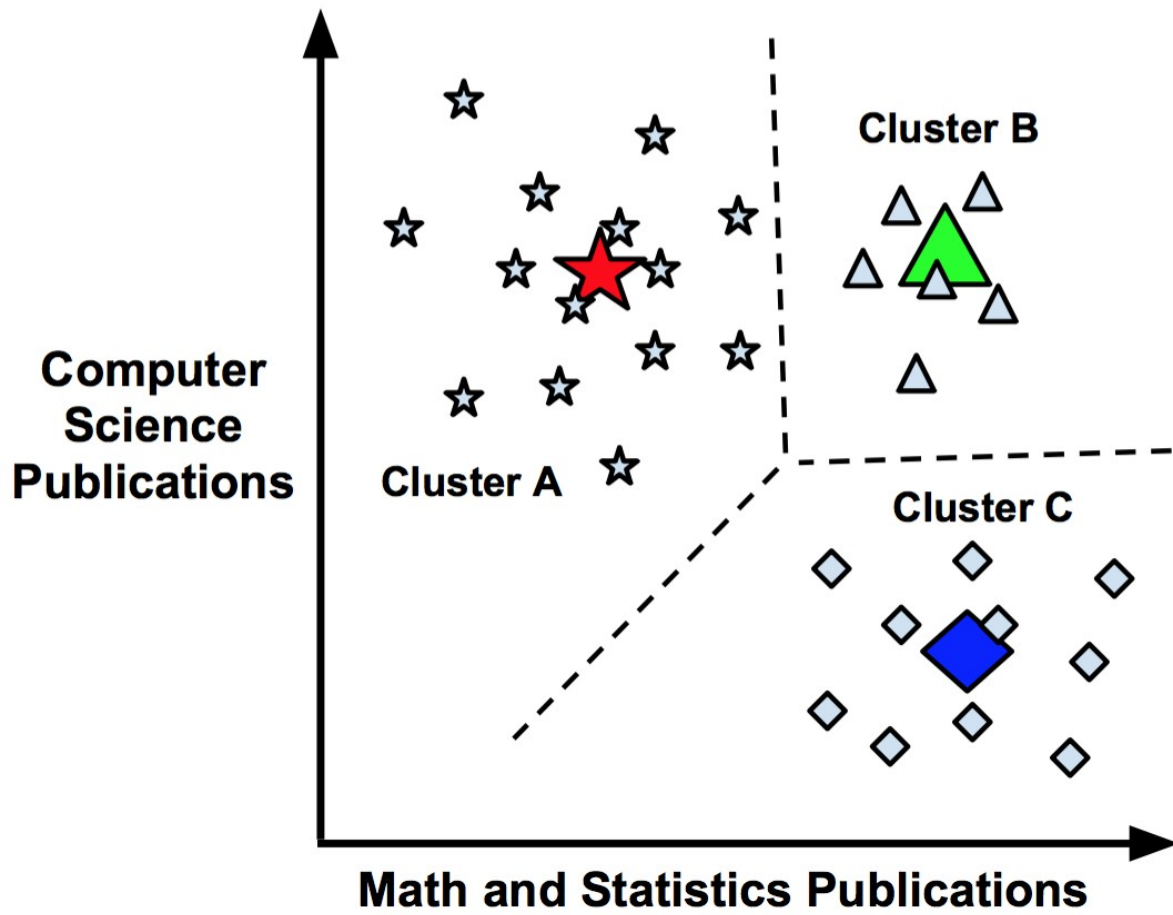 Cluster B
Computer
Science
Publications
Cluster A
Cluster C
Math and Statistics Publications